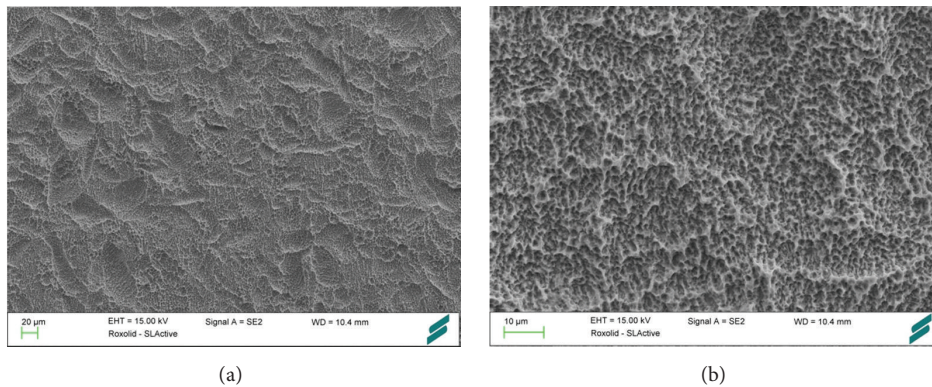 20 µm EHT = 15.00 kV Signal A = SE2 WD = 10.4 mm
Roxolid - SLActive
(a)
10 µm EHT = 15.00 kV Signal A = SE2 WD = 10.4 mm
Roxolid - SLActive
(b)